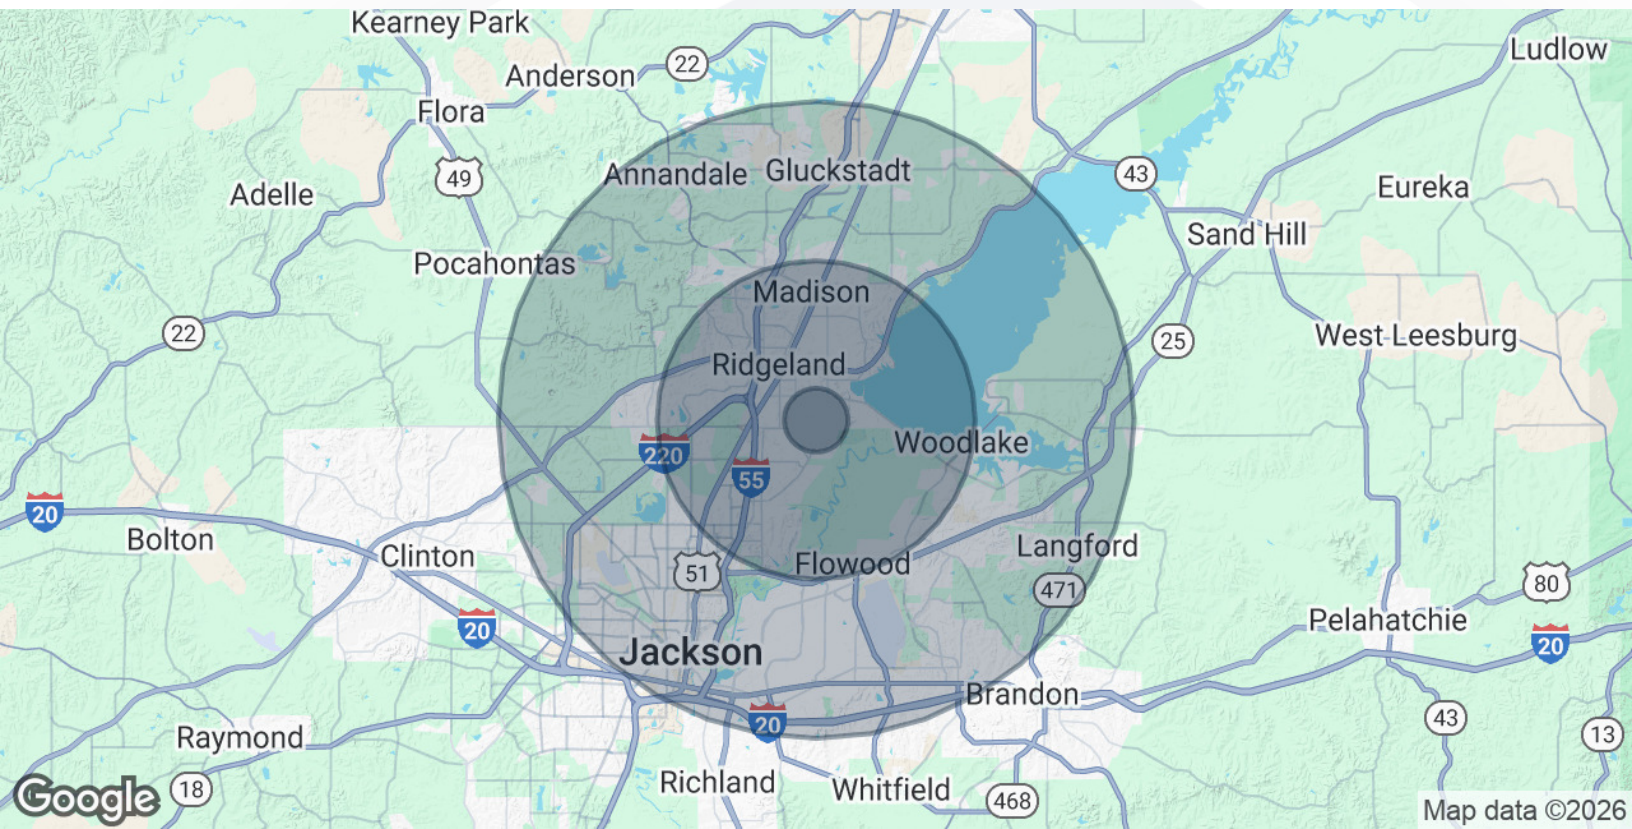 Kearney Park
Ludlow
22
Anderson
Flora
Annandale
Gluckstadt
43
49
Eureka
Adelle
Sand Hill
Pocahontas
Madison
22
25
West Leesburg
Ridgeland
Woodlake
220
55
20
Bolton
Clinton
Langford
Flowood
51
471
80
Pelahatchie
20
20
Jackson
Brandon
20
43
13
Raymond
Richland
Whitfield
18
468
Google
Map data ©2026